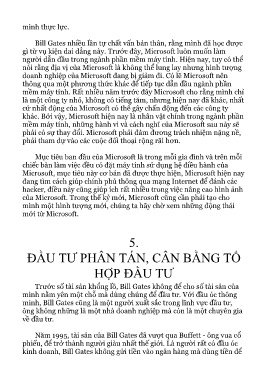 mình thực lực.
Bill Gates nhiều lần tự chất vấn bản thân, rằng mình đã học được
gì từ vụ kiện dai dẳng này. Trước đây, Microsoft luôn muốn làm
người dẫn đầu trong ngành phần mềm máy tính. Hiện nay, tuy có thể
nói rằng địa vị của Microsoft là không thể lung lay nhưng hình tượng
doanh nghiệp của Microsoft đang bị giảm đi. Có lẽ Microsoft nên
thông qua một phương thức khác để tiếp tục dẫn đầu ngành phần
mềm máy tính. Rất nhiều năm trước đây Microsoft cho rằng mình chỉ
là một công ty nhỏ, không có tiếng tăm, nhưng hiện nay đã khác, nhất
cử nhất động của Microsoft có thể gây chấn động đến các công ty
khác. Bởi vậy, Microsoft hiện nay là nhân vật chính trong ngành phần
mềm máy tính, nhưng vai trò và cách nghĩ của Microsoft sau này sẽ
phải có sự thay đổi. Microsoft phải đảm đương trách nhiệm nặng nề,
phải tham dự vào các cuộc đối thoại rộng rãi hơn.
Mục tiêu ban đầu của Microsoft là trong mỗi gia đình và trên mỗi
chiếc bàn làm việc đều có đặt máy tính sử dụng hệ điều hành của
Microsoft, mục tiêu này cơ bản đã được thực hiện, Microsoft hiện nay
đang tìm cách giúp chính phủ thông qua mạng Internet để đánh các
hacker, điều này cũng giúp ích rất nhiều trong việc nâng cao hình ảnh
của Microsoft. Trong thế kỷ mới, Microsoft cũng cần phải tạo cho
mình một hình tượng mới, chúng ta hãy chờ xem những động thái
mới từ Microsoft.
5.
ĐẦU TƯ PHÂN TÁN, CÂN BẰNG TỔ
HỢP ĐẦU TƯ
Trước số tài sản khổng lồ, Bill Gates không để cho số tài sản của
mình nằm yên một chỗ mà dùng chúng để đầu tư. Với đầu óc thông
minh, Bill Gates cũng là một người xuất sắc trong lĩnh vực đầu tư,
ông không những là một nhà doanh nghiệp mà còn là một chuyên gia
về đầu tư.
Năm 1995, tài sản của Bill Gates đã vượt qua Buffett - ông vua cổ
phiếu, để trở thành người giàu nhất thế giới. Là người rất có đầu óc
kinh doanh, Bill Gates không gửi tiền vào ngân hàng mà dùng tiền để